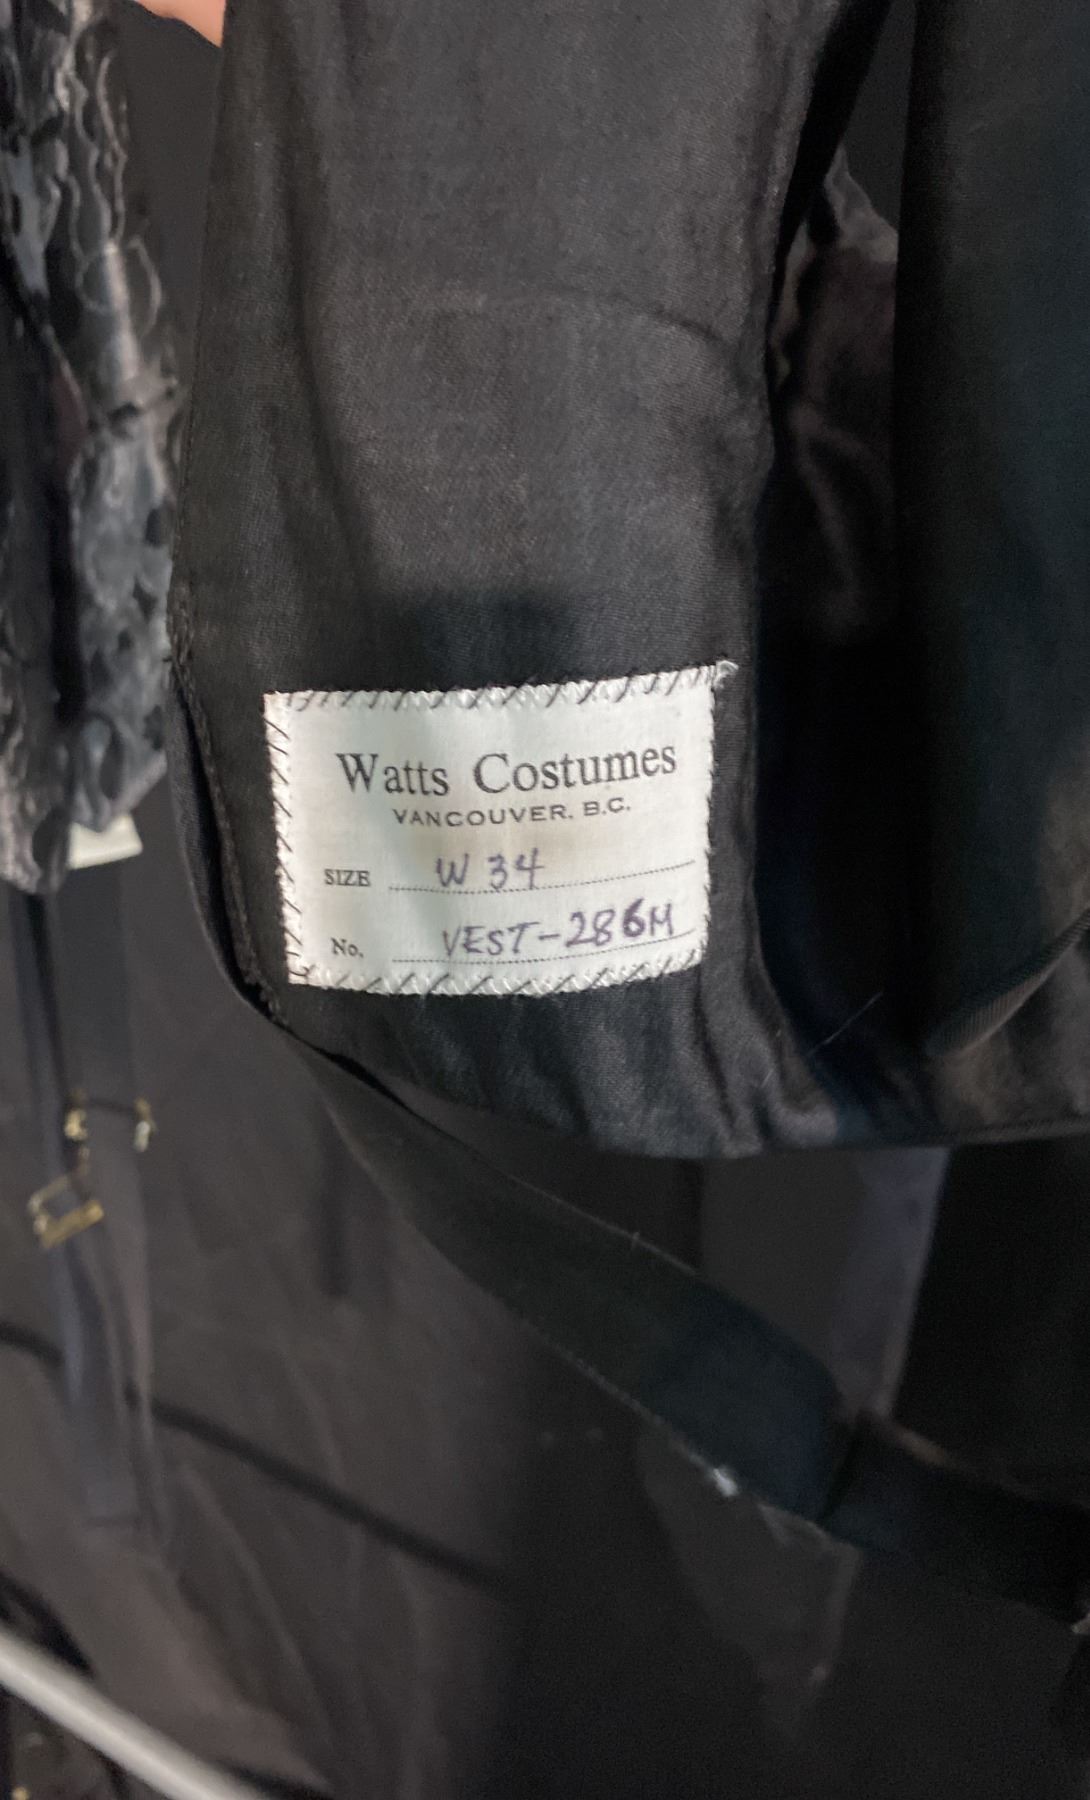 Watts Costumes
VANCOUVER, B.C.
SIZE W 34
No. VEST-286M